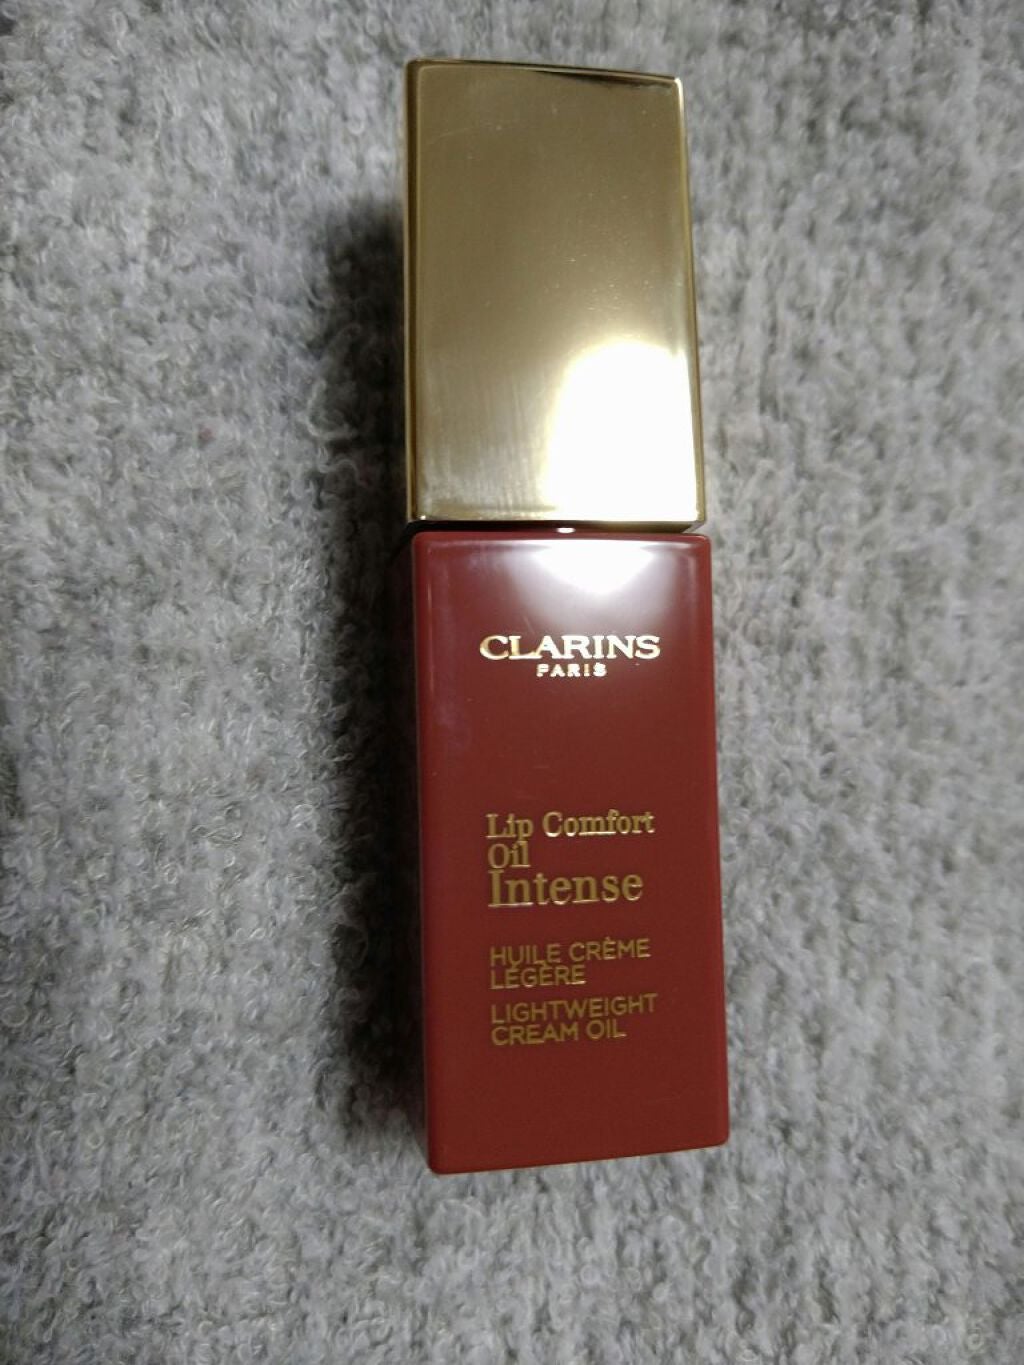 CLARINS
PARIS
Lip Comfort
Oil
Intense
HUILE CRÈME
LÉGÈRE
LIGHTWEIGHT
CREAM OIL